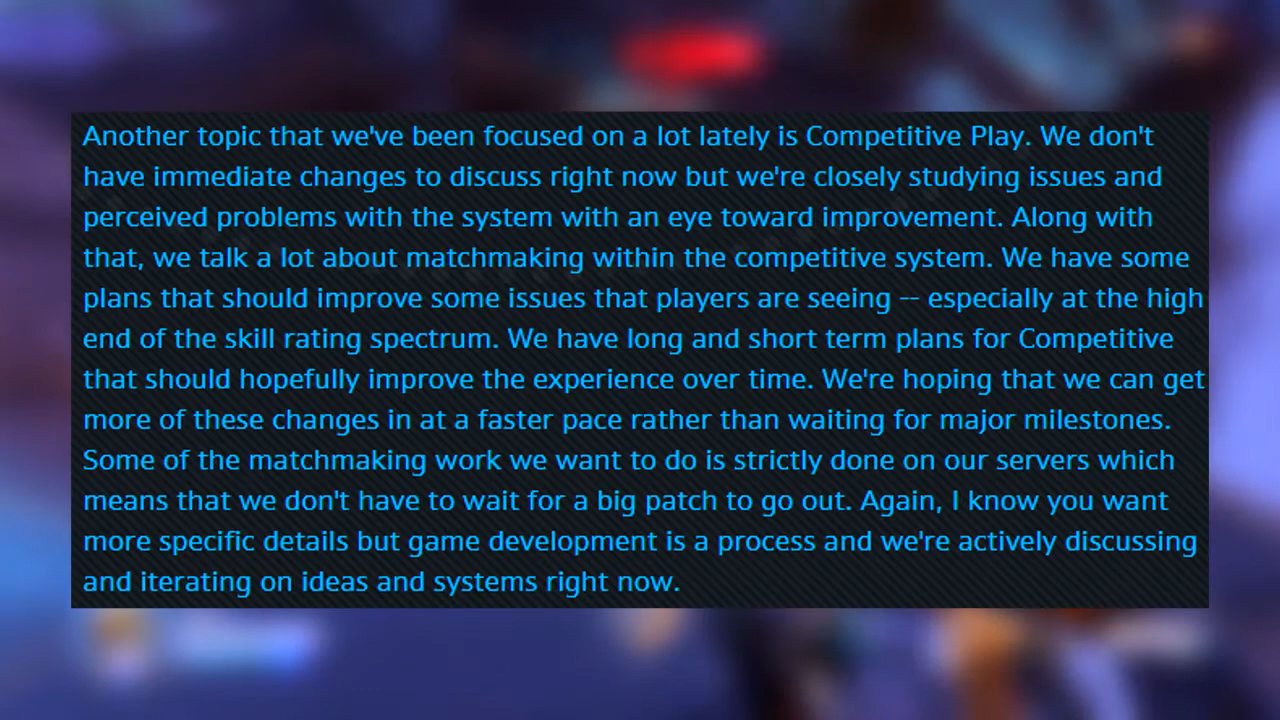 Another topic that we've been focused on a lot lately is Competitive Play. We don't
have immediate changes to discuss right now but we're closely studying issues and
perceived problems with the system with an eye toward improvement. Along with
that, we talk a lot about matchmaking within the competitive system. We have some
plans that should improve some issues that players are seeing -- especially at the high
end of the skill rating spectrum. We have long and short term plans for Competitive
that should hopefully improve the experience over time. We're hoping that we can get
more of these changes in at a faster pace rather than waiting for major milestones.
Some of the matchmaking work we want to do is strictly done on our servers which
means that we don't have to wait for a big patch to go out. Again, I know you want
more specific details but game development is a process and we're actively discussing
and iterating on ideas and systems right now.